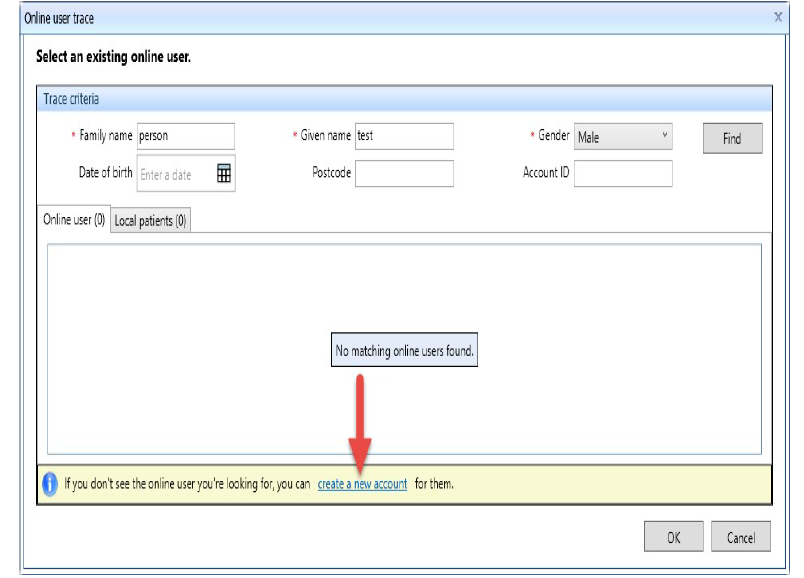 Online user trace
Select an existing online user.
Trace criteria
* Family name person * Given name test * Gender Male Find
Date of birth Enter a date Postcode Account ID
Online user (0) Local patients (0)
No matching online users found.
If you don't see the online user you're looking for, you can create a new account for them.
OK Cancel